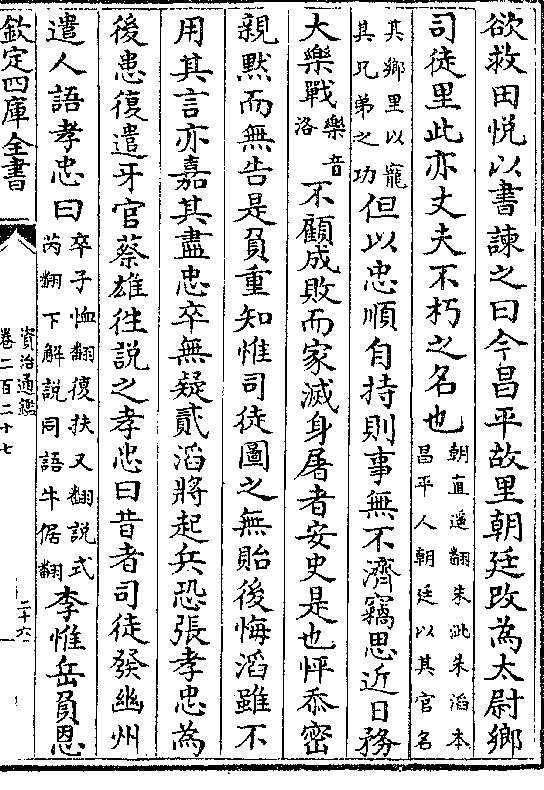 欲救田悅以書諫之曰今昌平故里朝廷改為太尉鄉
司徒里此亦丈夫不朽之名也朝直遥翻朱泚朱滔本昌平人朝廷以其官名
其鄉里以寵其兄弟之功但以忠順自持則事無不濟竊思近日務
大樂戰樂音洛不顧成敗而家滅身屠者安史是也怦忝密
親黙而無告是負重知惟司徒圖之無貽後悔滔雖不
用其言亦嘉其盡忠卒無疑貳滔將起兵恐張孝忠為
後患復遣牙官蔡雄往說之孝忠曰昔者司徒發幽州
遣人語孝忠曰卒子恤翻復扶又翻說式芮翻下解說同語牛倨翻李惟岳負恩
欽定四庫全書
資治通鑑
卷二百二十七
二十六